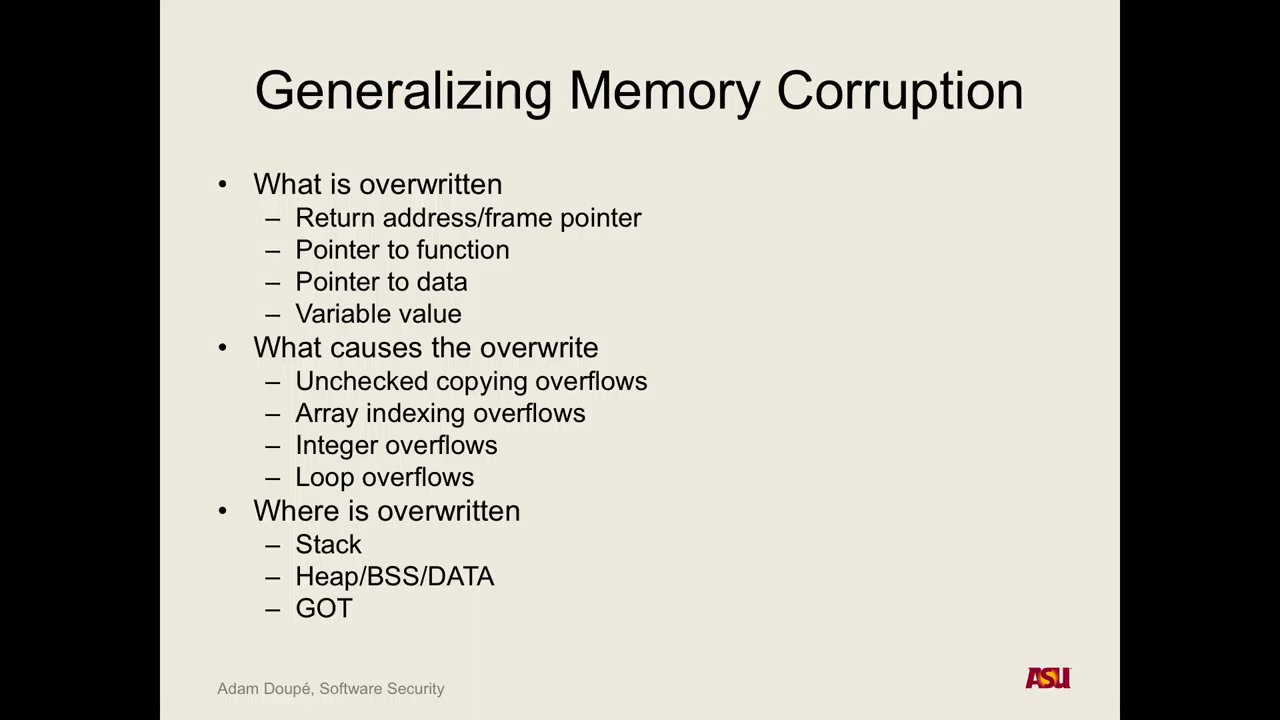 Generalizing Memory Corruption
• What is overwritten
– Return address/frame pointer
– Pointer to function
– Pointer to data
– Variable value
• What causes the overwrite
– Unchecked copying overflows
– Array indexing overflows
– Integer overflows
– Loop overflows
• Where is overwritten
– Stack
– Heap/BSS/DATA
– GOT
Adam Doupé, Software Security
ASU